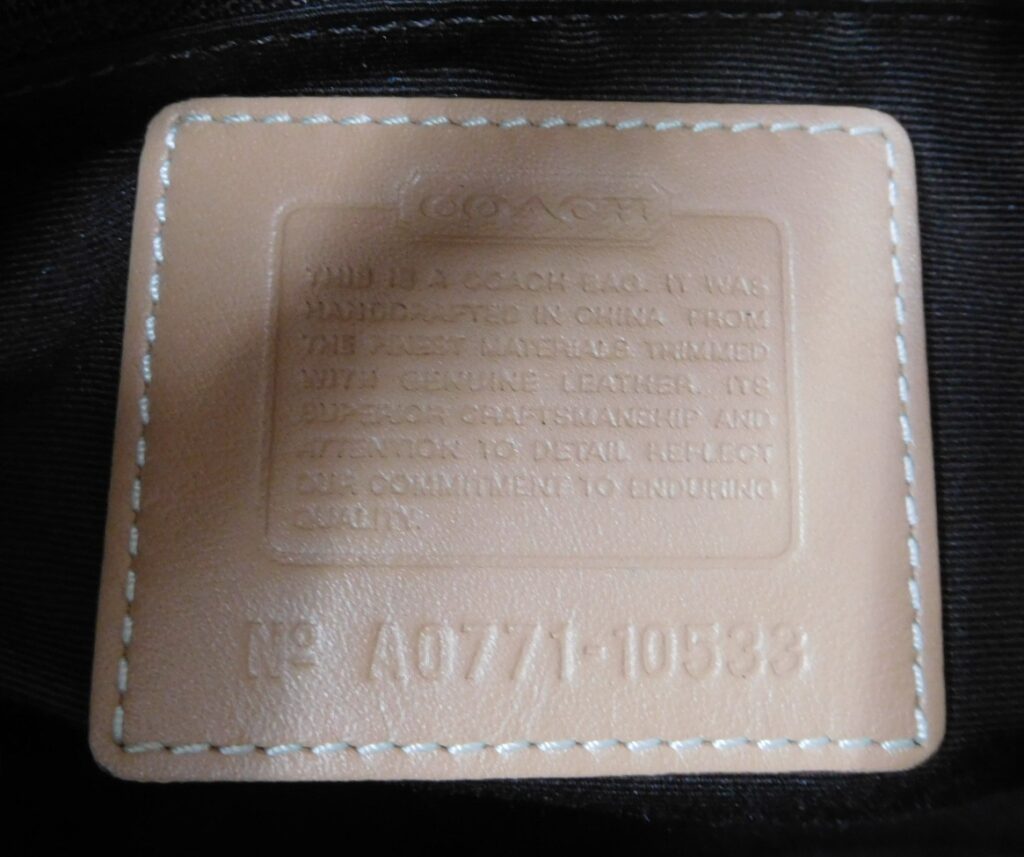 COACH
THIS IS A COACH BAG. IT WAS
HANDCRAFTED IN CHINA FROM
THE FINEST MATERIALS TRIMMED
WITH GENUINE LEATHER. ITS
SUPERIOR CRAFTSMANSHIP AND
ATTENTION TO DETAIL REFLECT
OUR COMMITMENT TO ENDURING
QUALITY.
Nº A0771-10533